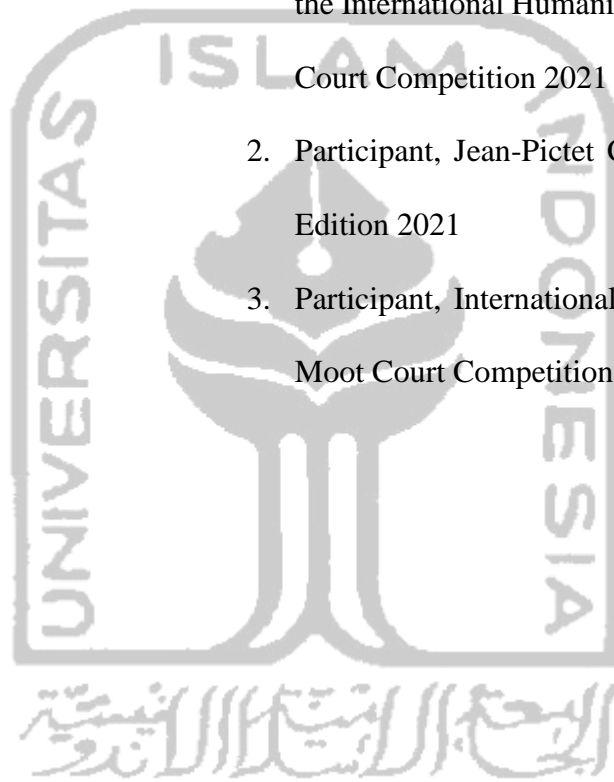 the International Humani
ISLAM
Court Competition 2021
2. Participant, Jean-Pictet C
Edition 2021
3. Participant, International
Moot Court Competition
UNIVERSITAS
INDONESIA